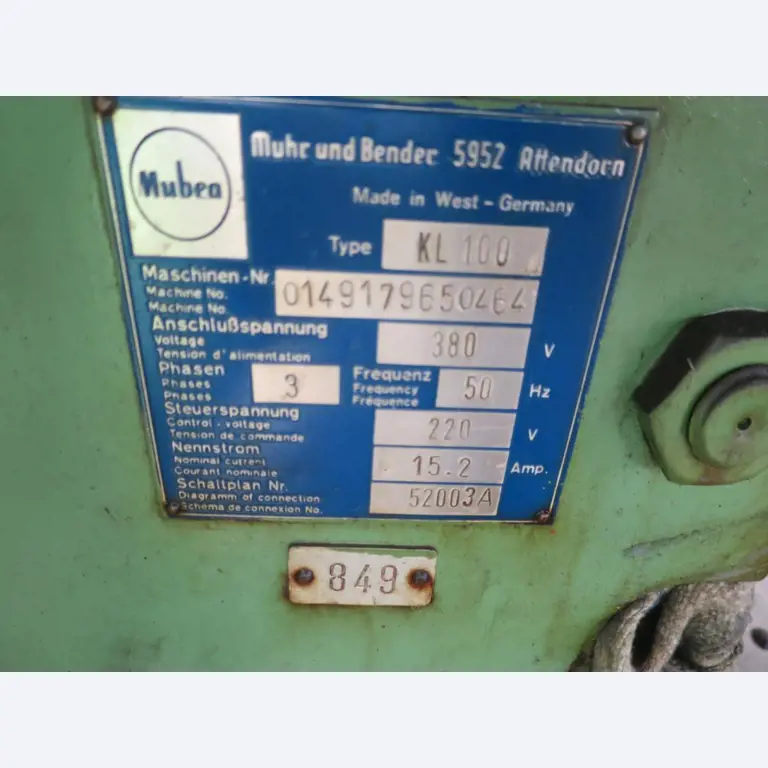 Mubea
Muhr und Bender 5952 Attendorn
Made in West - Germany
Type KL 100
Maschinen-Nr.
Machine No.
Machine No.
0149179650464
Anschlußspannung
Voltage
Tension d'alimentation
380 V
Phasen
Phases
Phases
3
Frequenz
Frequency
Fréquence
50 Hz
Steuerspannung
Control - voltage
Tension de commande
220 V
Nennstrom
Nominal current
Courant nominale
15.2 Amp.
Schaltplan Nr.
Diagramm of connection
Schema de connexion No.
52003A
849